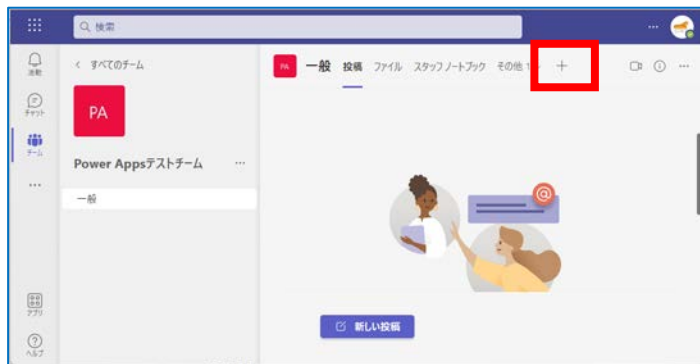 検索
活動
チャット
チーム
アプリ
ヘルプ
すべてのチーム
PA
Power Appsテストチーム
一般
PA
一般 投稿 ファイル スタッフ ノートブック その他 1
@
新しい投稿